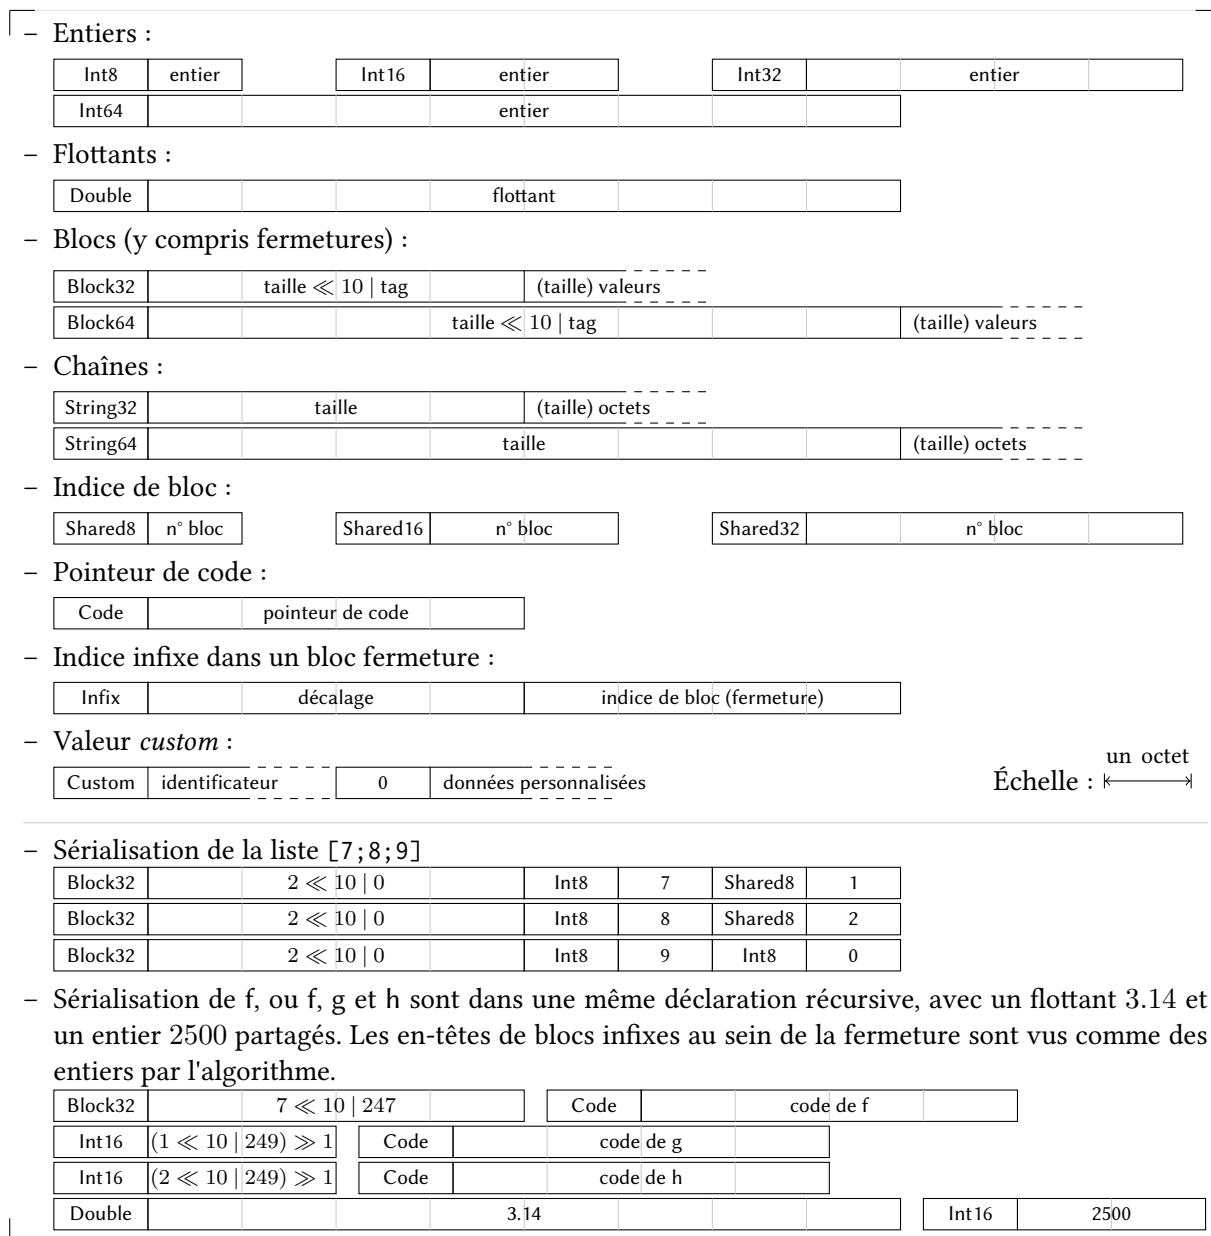 – Entiers :
Int8 entier Int16 entier Int32 entier
Int64 entier
– Flottants :
Double flottant
– Blocs (y compris fermetures) :
Block32 taille ≪ 10 | tag (taille) valeurs
Block64 taille ≪ 10 | tag (taille) valeurs
– Chaînes :
String32 taille (taille) octets
String64 taille (taille) octets
– Indice de bloc :
Shared8 n° bloc Shared16 n° bloc Shared32 n° bloc
– Pointeur de code :
Code pointeur de code
– Indice infixe dans un bloc fermeture :
Infix décalage indice de bloc (fermeture)
– Valeur custom :
Custom identificateur 0 données personnalisées
Échelle : un octet
– Sérialisation de la liste [7;8;9]
Block32 2 ≪ 10 | 0 Int8 7 Shared8 1
Block32 2 ≪ 10 | 0 Int8 8 Shared8 2
Block32 2 ≪ 10 | 0 Int8 9 Int8 0
– Sérialisation de f, ou f, g et h sont dans une même déclaration récursive, avec un flottant 3.14 et
un entier 2500 partagés. Les en-têtes de blocs infixes au sein de la fermeture sont vus comme des
entiers par l'algorithme.
Block32 7 ≪ 10 | 247 Code code de f
Int16 (1 ≪ 10 | 249) ≫ 1 Code code de g
Int16 (2 ≪ 10 | 249) ≫ 1 Code code de h
Double 3.14 Int16 2500